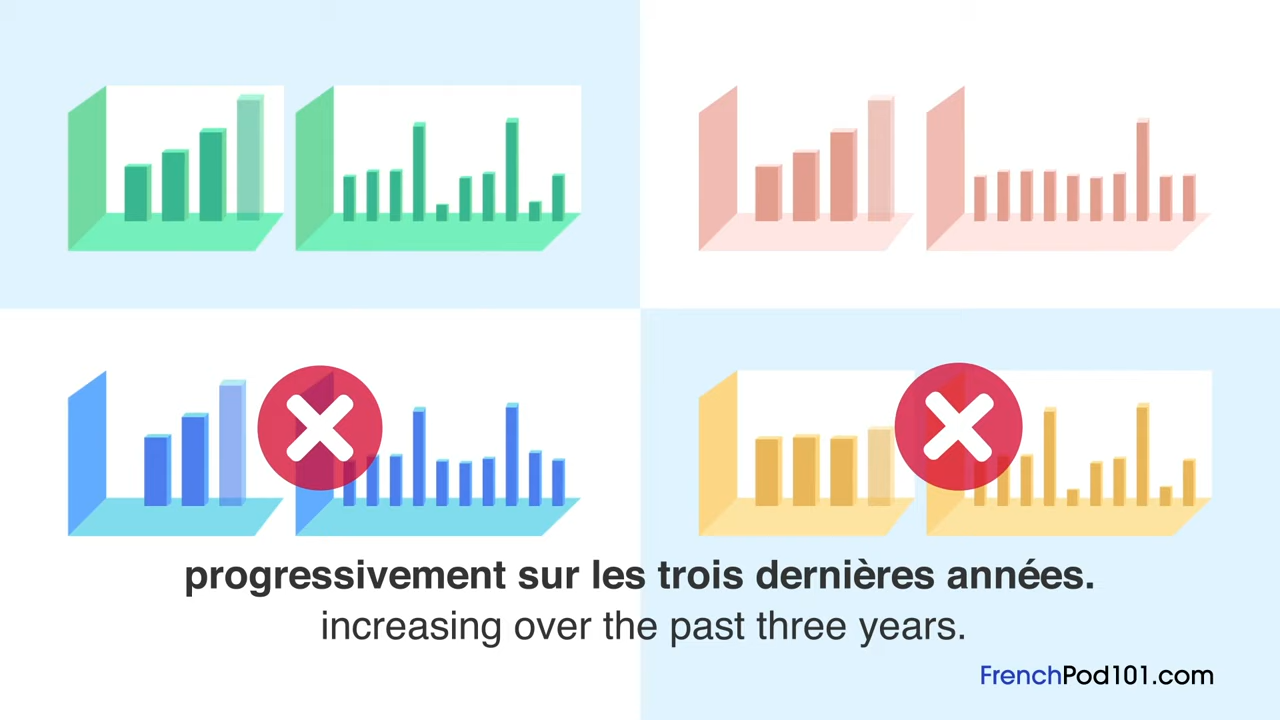 progressivement sur les trois dernières années.
increasing over the past three years.
FrenchPod101.com